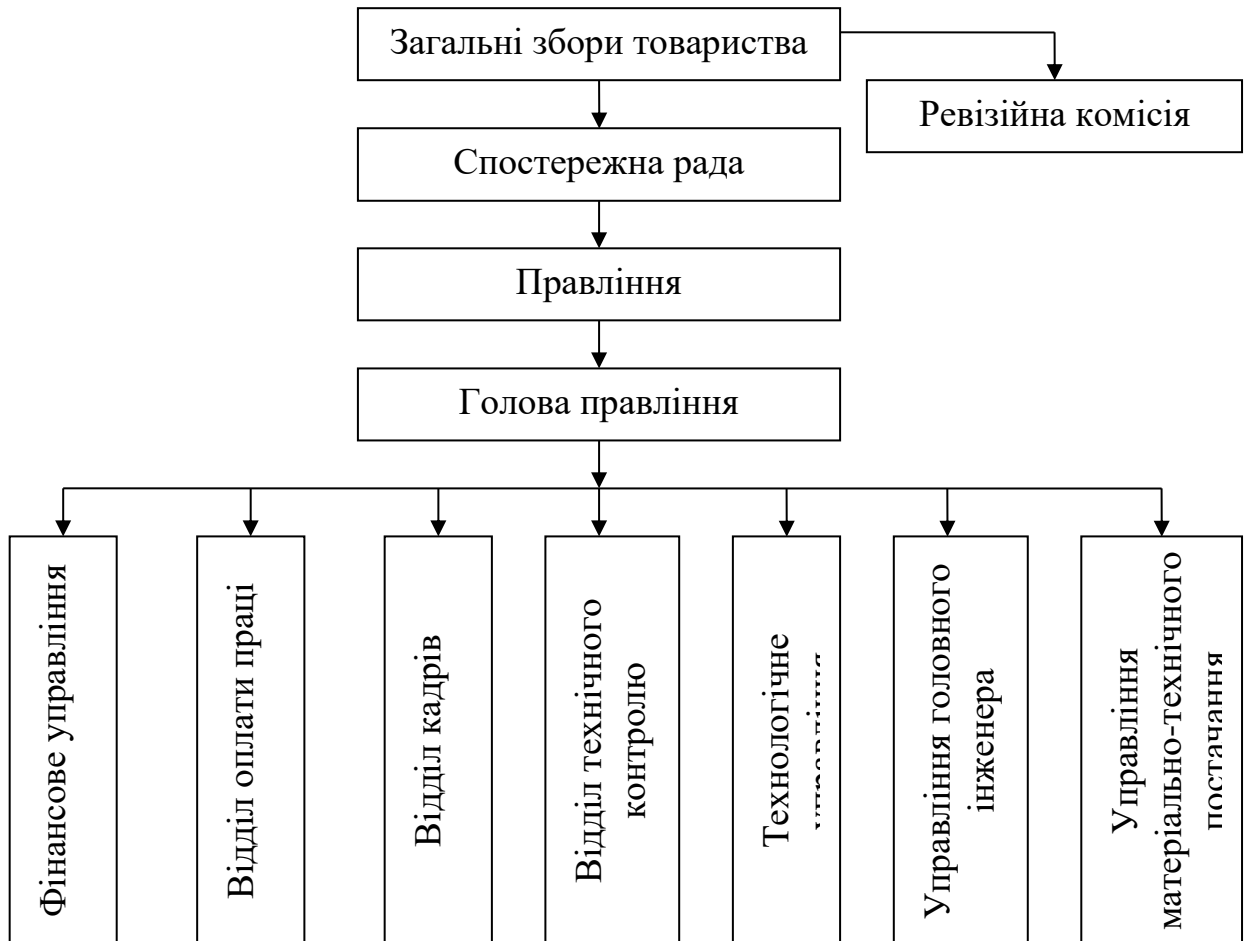 Загальні збори товариства
Ревізійна комісія
Спостережна рада
Правління
Голова правління
Фінансове управління
Відділ оплати праці
Відділ кадрів
Відділ технічного
контролю
Технологічне
управління
Управління головного
інженера
Управління
матеріально-технічного
постачання